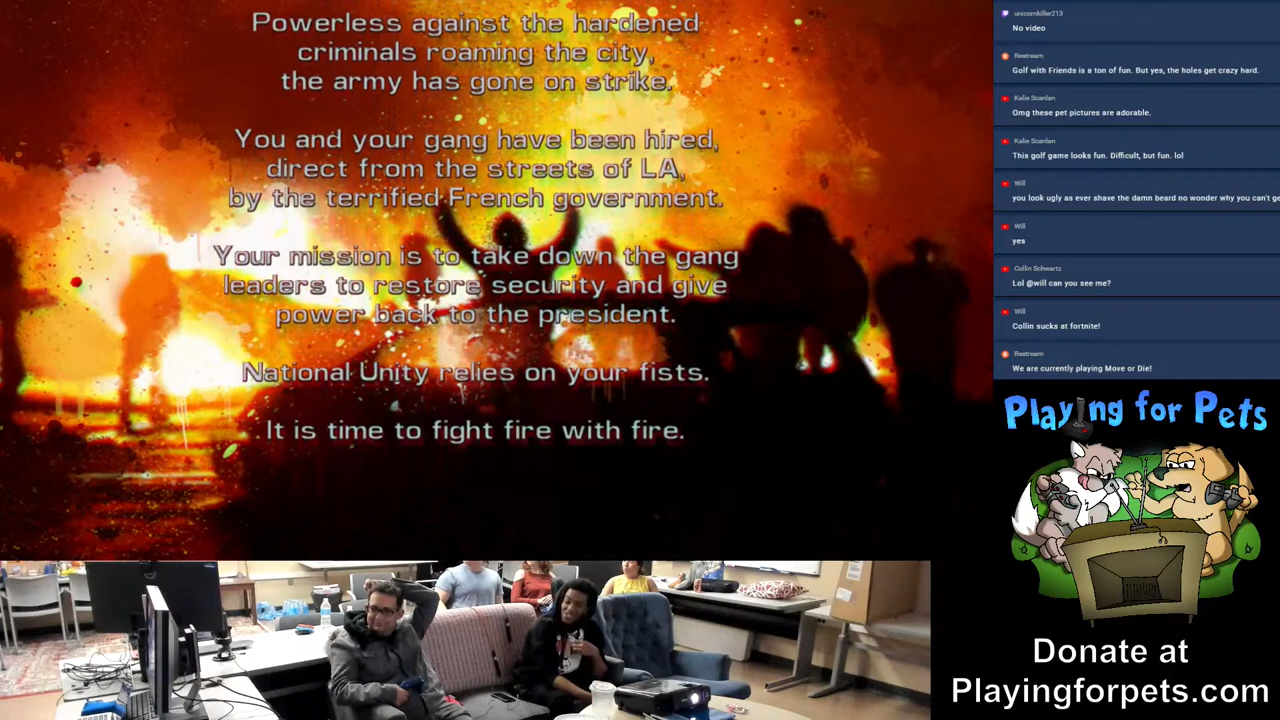 Powerless against the hardened
criminals roaming the city,
the army has gone on strike.
You and your gang have been hired,
direct from the streets of LA,
by the terrified French government.
Your mission is to take down the gang
leaders to restore security and give
power back to the president.
National Unity relies on your fists.
It is time to fight fire with fire.
unicornkiller213
No video
Restream
Golf with Friends is a ton of fun. But yes, the holes get crazy hard.
Kalie Scanlan
Omg these pet pictures are adorable.
Kalie Scanlan
This golf game looks fun. Difficult, but fun. lol
Will
you look ugly as ever shave the damn beard no wonder why you can't ge
Will
yes
Collin Schwartz
Lol @will can you see me?
Will
Collin sucks at fortnite!
Restream
We are currently playing Move or Die!
Playing for Pets
Donate at
Playingforpets.com